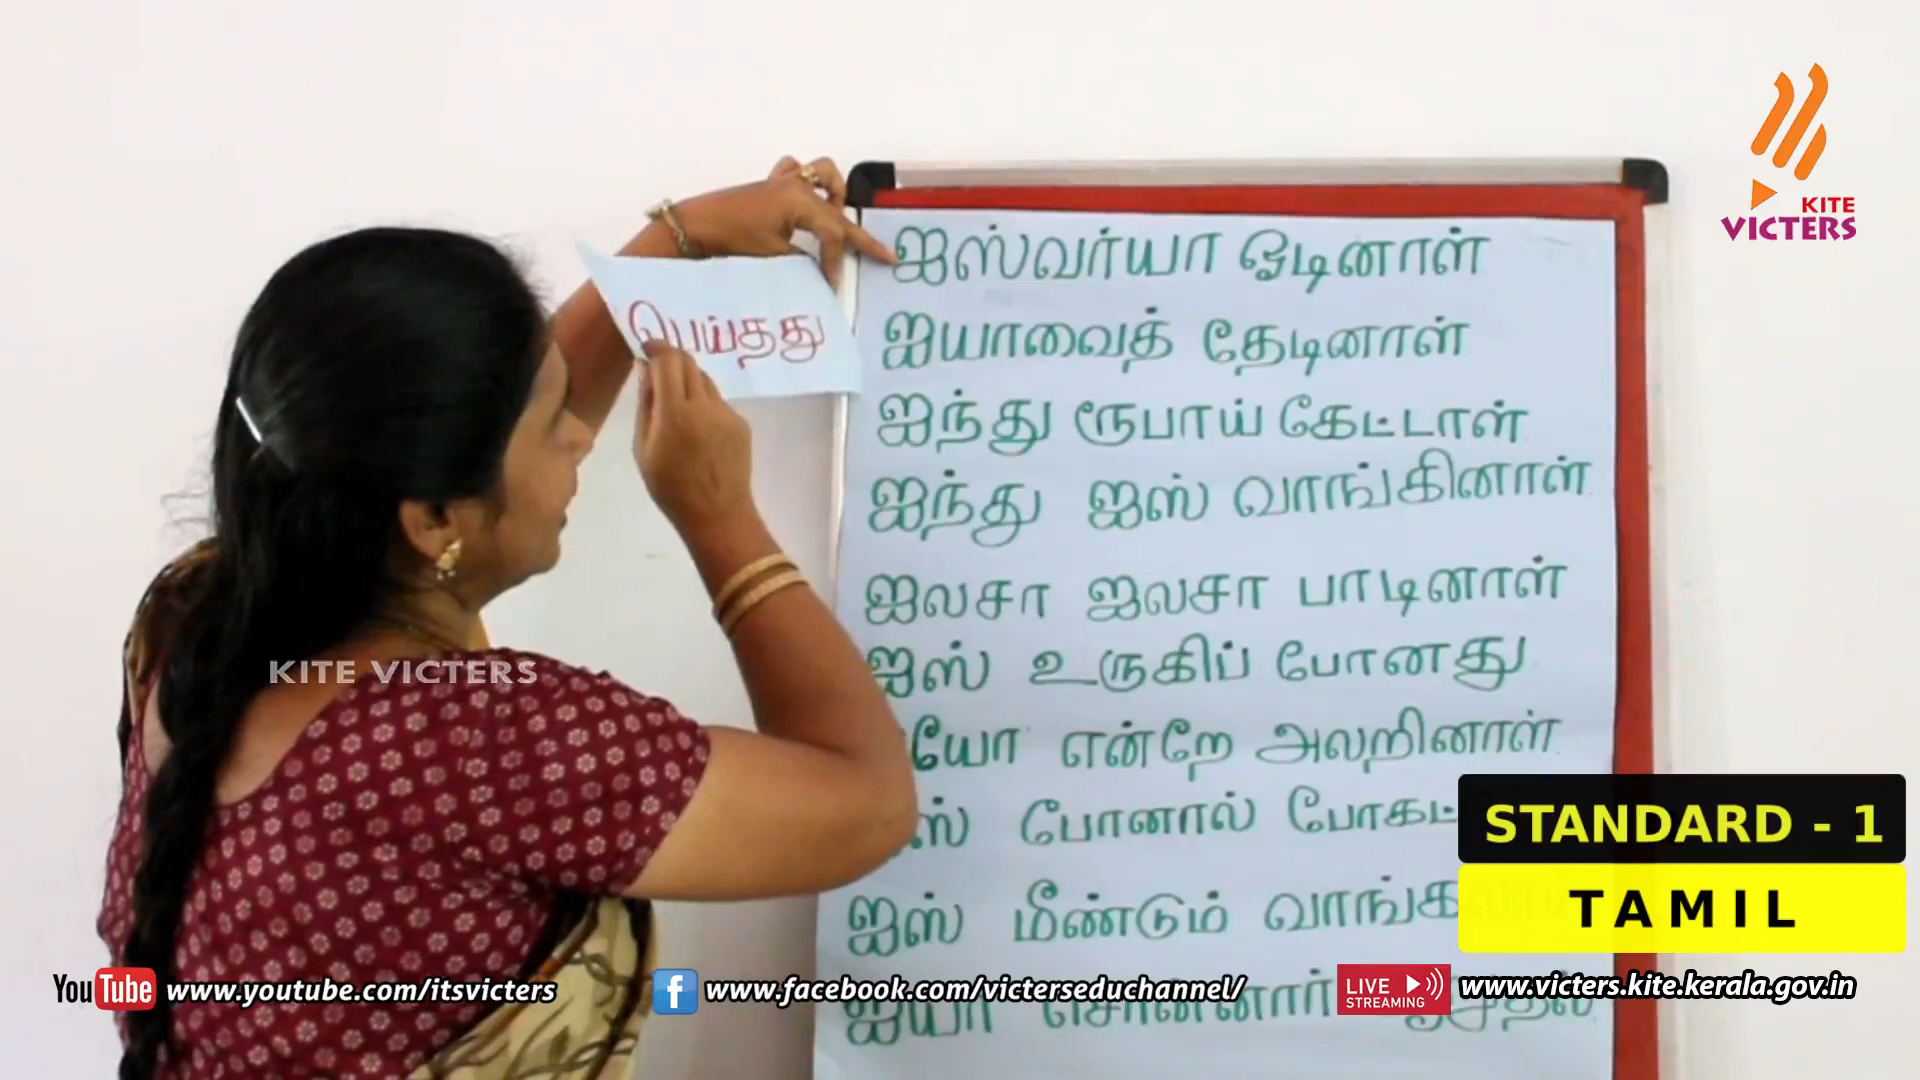 KITE
VICTERS
ஐஸ்வர்யா ஓடினாள்
பெய்தது
ஐயாவைத் தேடினாள்
ஐந்து ரூபாய் கேட்டாள்
ஐந்து ஐஸ் வாங்கினாள்
ஐலசா ஐலசா பாடினாள்
ஐஸ் உருகிப் போனது
KITE VICTERS
என்றே அலறினாள்
போனால்
STANDARD - 1
ஐஸ் மீண்டும்
TAMIL
YouTube www.youtube.com/itsvicters
www.facebook.com/victerseduchannel/
LIVE STREAMING www.victers.kite.kerala.gov.in
ஐயா சொன்னார்